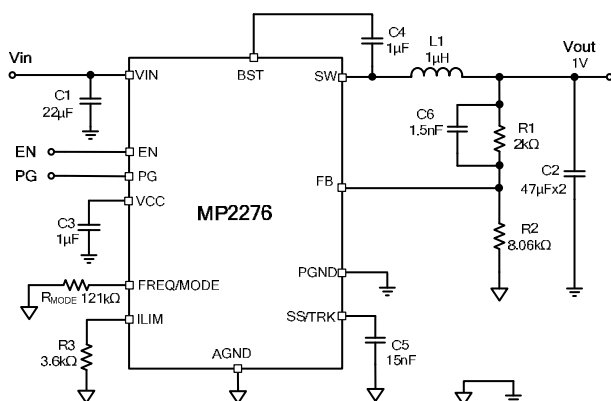 C4
1µF
L1
1µH
Vin
Vout
1V
VIN
BST
SW
C1
22µF
C6
1.5nF
R1
2kΩ
C2
47µFx2
EN
EN
PG
PG
FB
VCC
MP2276
C3
1µF
R2
8.06kΩ
PGND
FREQ/MODE
RMODE 121kΩ
SS/TRK
ILIM
R3
3.6kΩ
C5
15nF
AGND